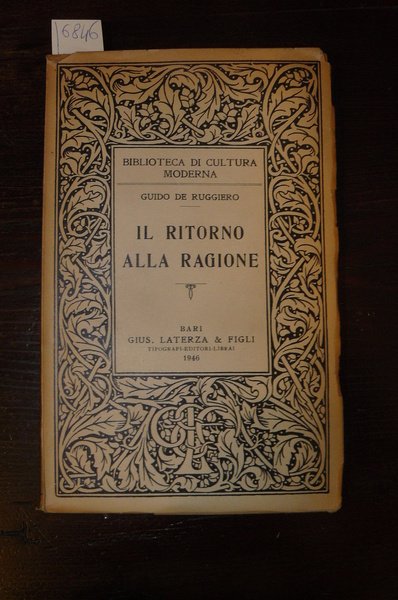 6846
BIBLIOTECA DI CULTURA
MODERNA
GUIDO DE RUGGIERO
IL RITORNO
ALLA RAGIONE
BARI
GIUS. LATERZA & FIGLI
TIPOGRAFI-EDITORI-LIBRAI
1946